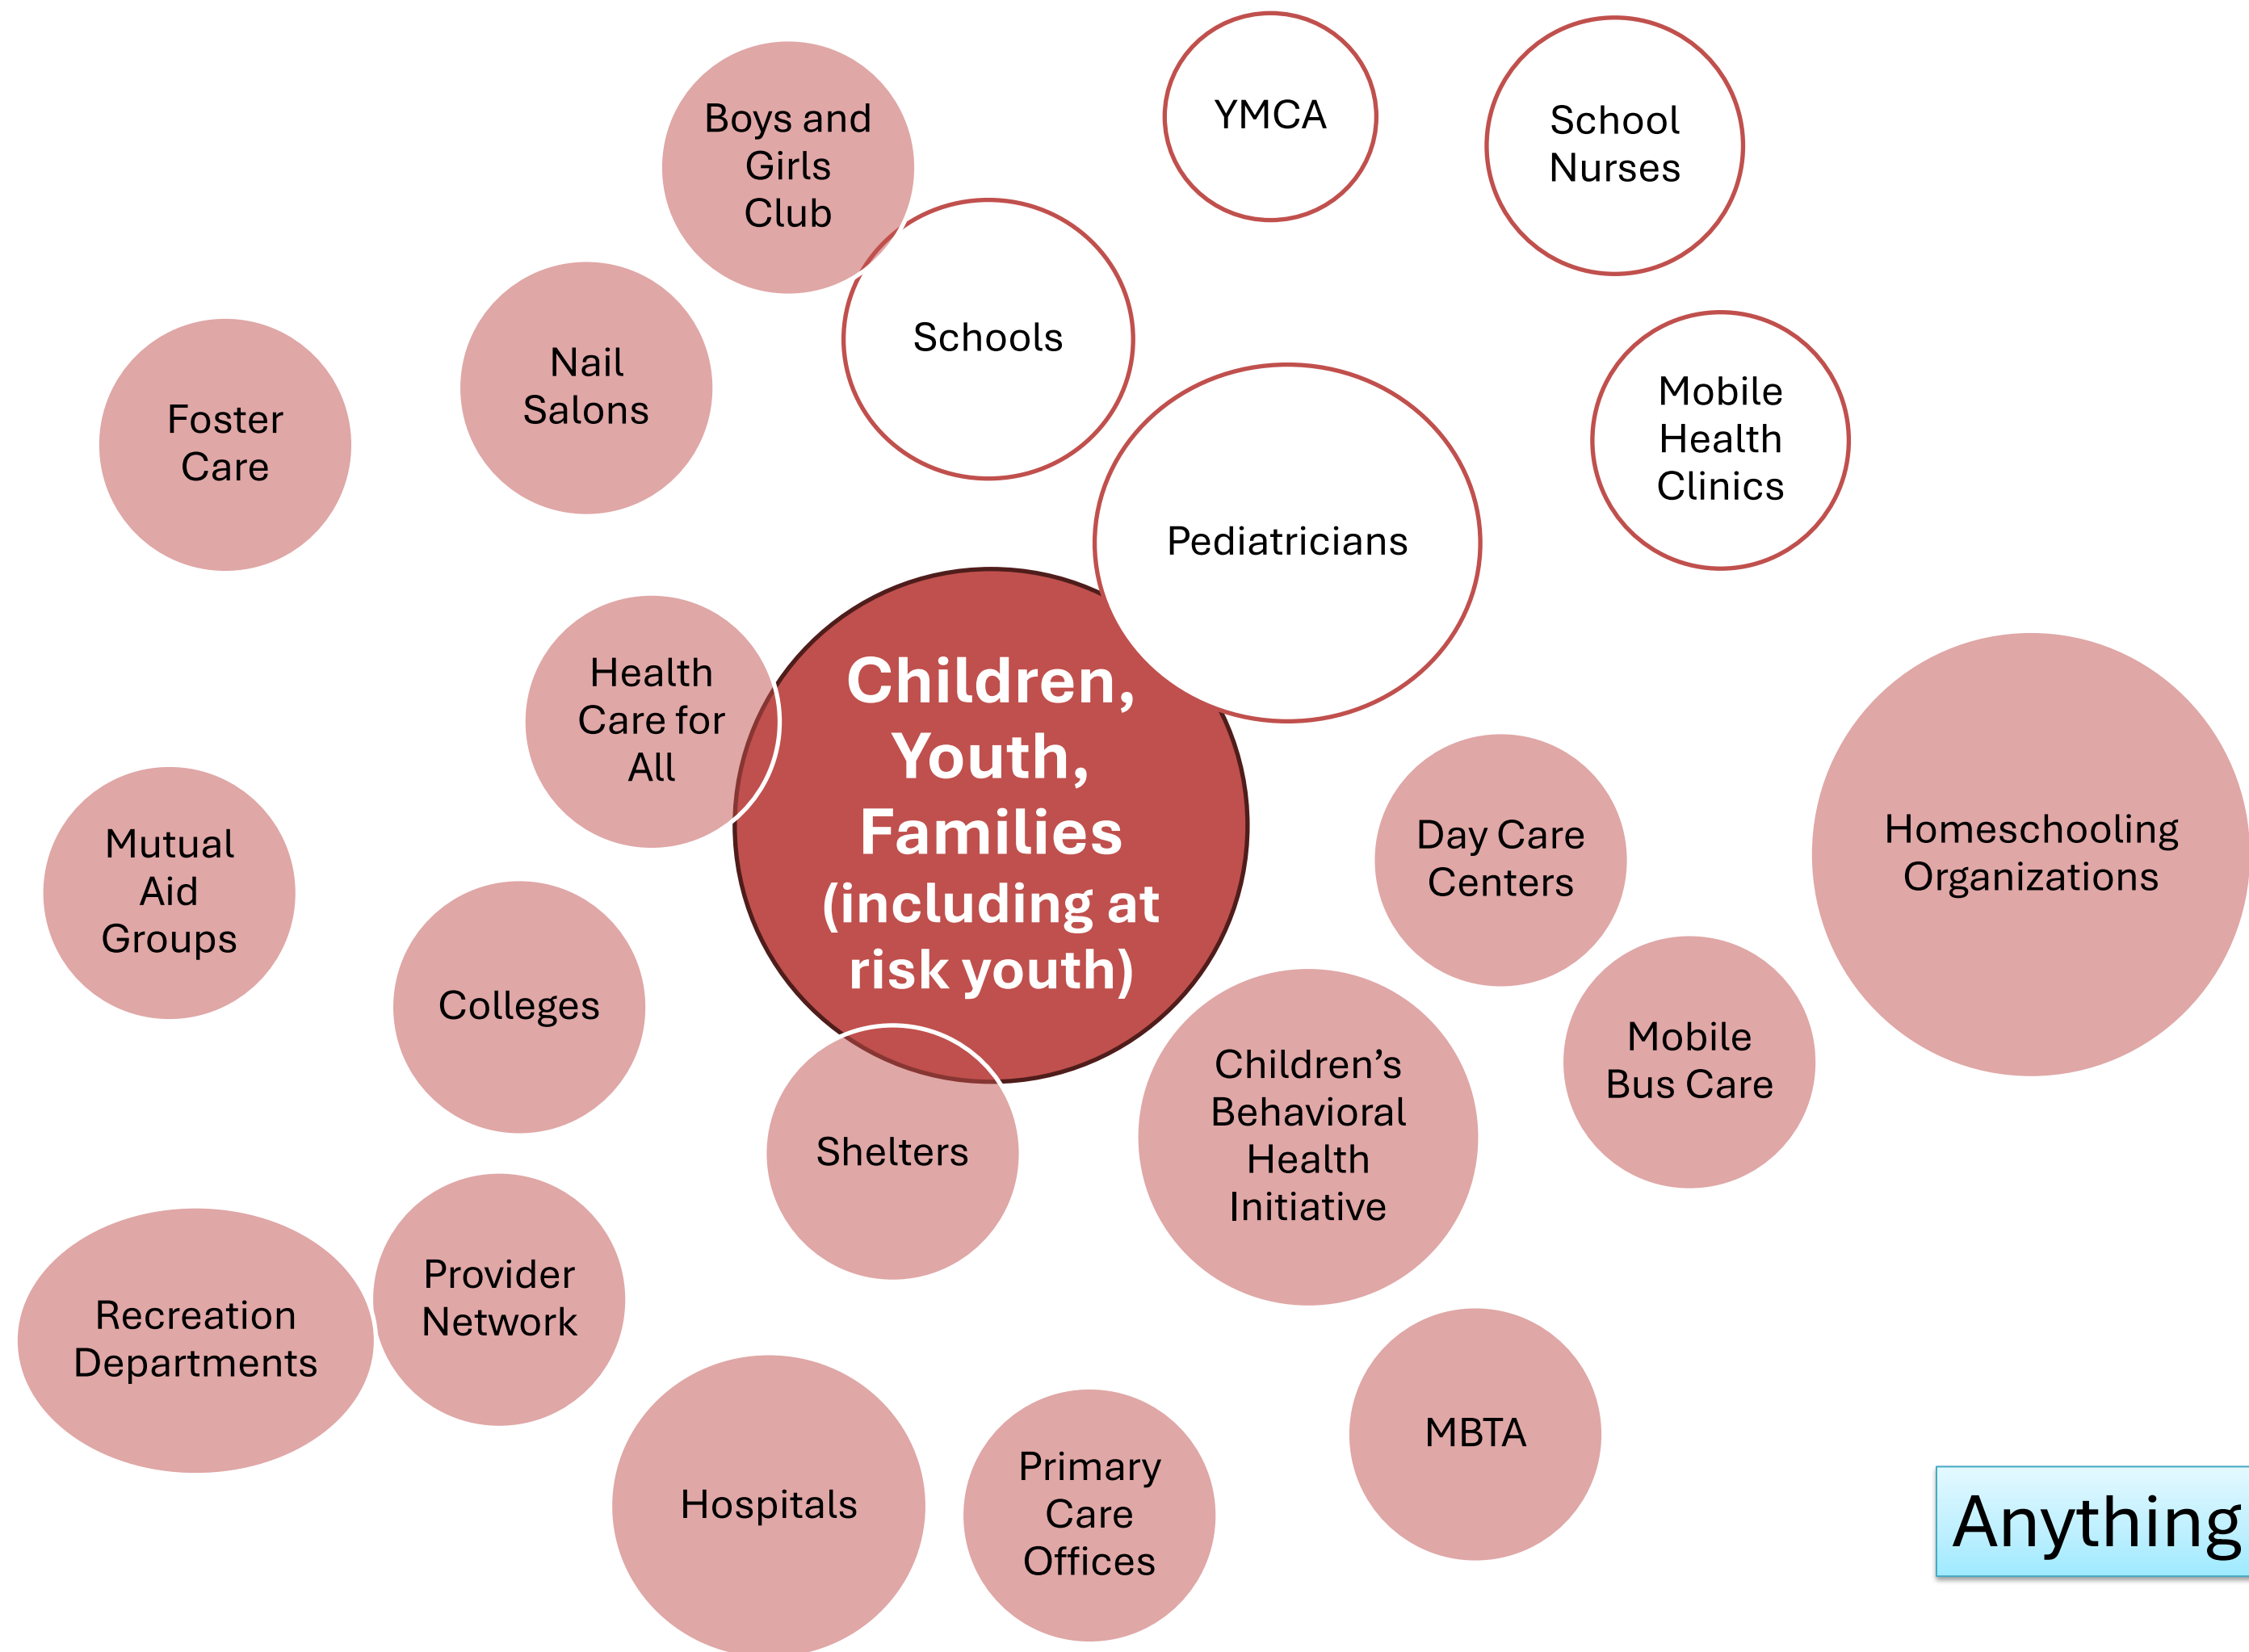 Boys and
Girls
Club
YMCA
School
Nurses
Schools
Nail
Salons
Foster
Care
Mobile
Health
Clinics
Pediatricians
Health
Care for
All
Children,
Youth,
Families
(including at
risk youth)
Mutual
Aid
Groups
Day Care
Centers
Homeschooling
Organizations
Colleges
Mobile
Bus Care
Children’s
Behavioral
Health
Initiative
Shelters
Provider
Network
Recreation
Departments
MBTA
Hospitals
Primary
Care
Offices
Anything